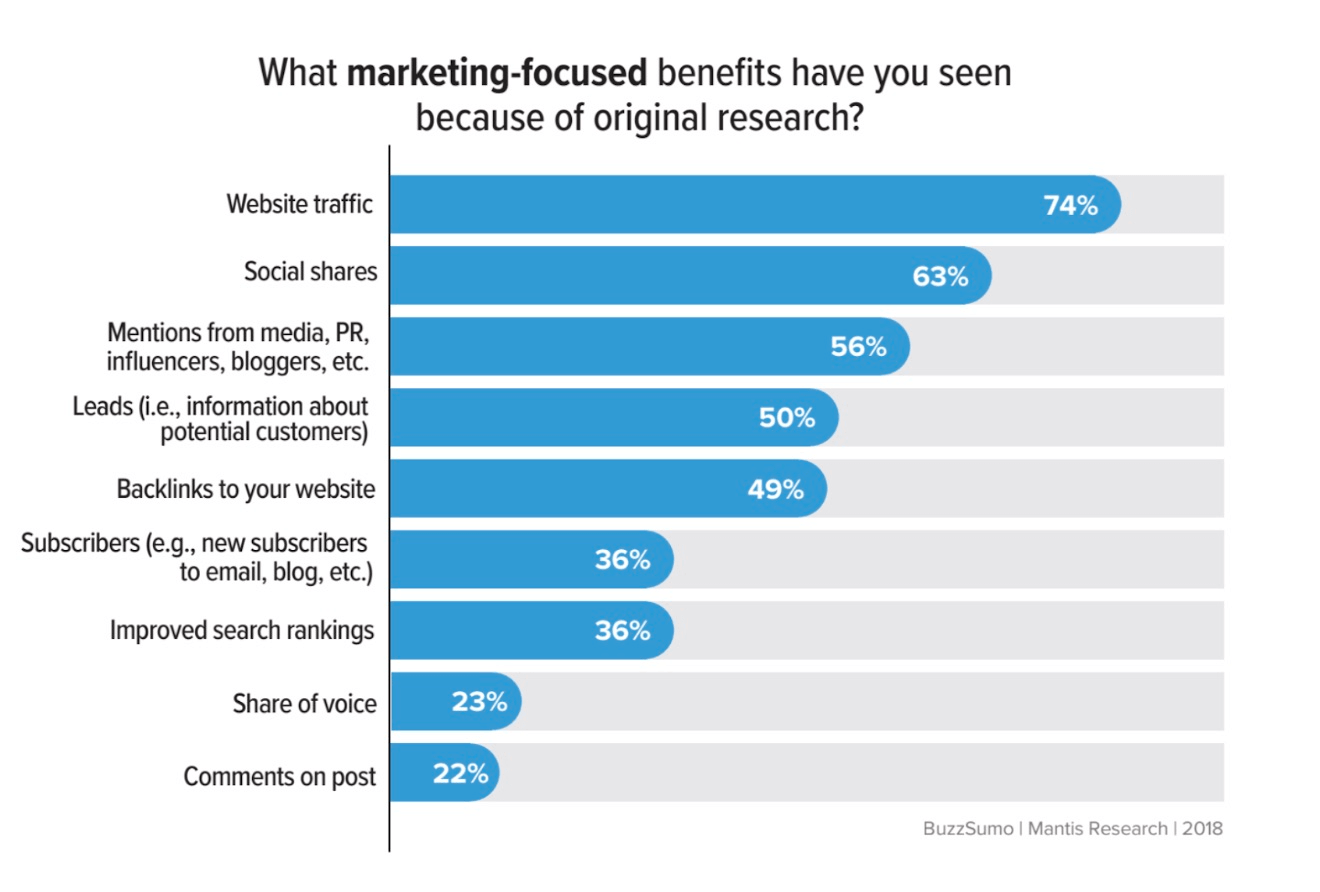 What marketing-focused benefits have you seen
because of original research?
Website traffic
74%
Social shares
63%
Mentions from media, PR,
influencers, bloggers, etc.
56%
Leads (i.e., information about
potential customers)
50%
Backlinks to your website
49%
Subscribers (e.g., new subscribers
to email, blog, etc.)
36%
Improved search rankings
36%
Share of voice
23%
Comments on post
22%
BuzzSumo | Mantis Research | 2018